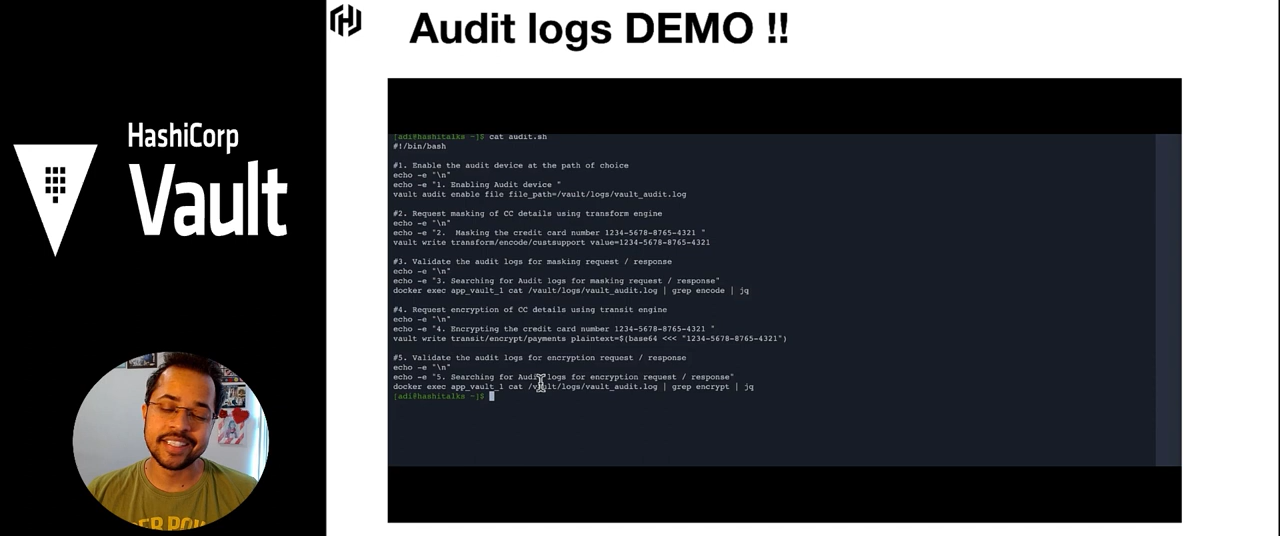 Audit logs DEMO !!
HashiCorp
Vault
[adi@hashitalks ~]$ cat audit.sh
#!/bin/bash
#1. Enable the audit device at the path of choice
echo -e "\n"
echo -e "1. Enabling Audit device "
vault audit enable file file_path=/vault/logs/vault_audit.log
#2. Request masking of CC details using transform engine
echo -e "\n"
echo -e "2.  Masking the credit card number 1234-5678-8765-4321 "
vault write transform/encode/custsupport value=1234-5678-8765-4321
#3. Validate the audit logs for masking request / response
echo -e "\n"
echo -e "3. Searching for Audit logs for masking request / response"
docker exec app_vault_1 cat /vault/logs/vault_audit.log | grep encode | jq
#4. Request encryption of CC details using transit engine
echo -e "\n"
echo -e "4. Encrypting the credit card number 1234-5678-8765-4321 "
vault write transit/encrypt/payments plaintext=$(base64 <<< "1234-5678-8765-4321")
#5. Validate the audit logs for encryption request / response
echo -e "\n"
echo -e "5. Searching for Audit logs for encryption request / response"
docker exec app_vault_1 cat /vault/logs/vault_audit.log | grep encrypt | jq
[adi@hashitalks ~]$